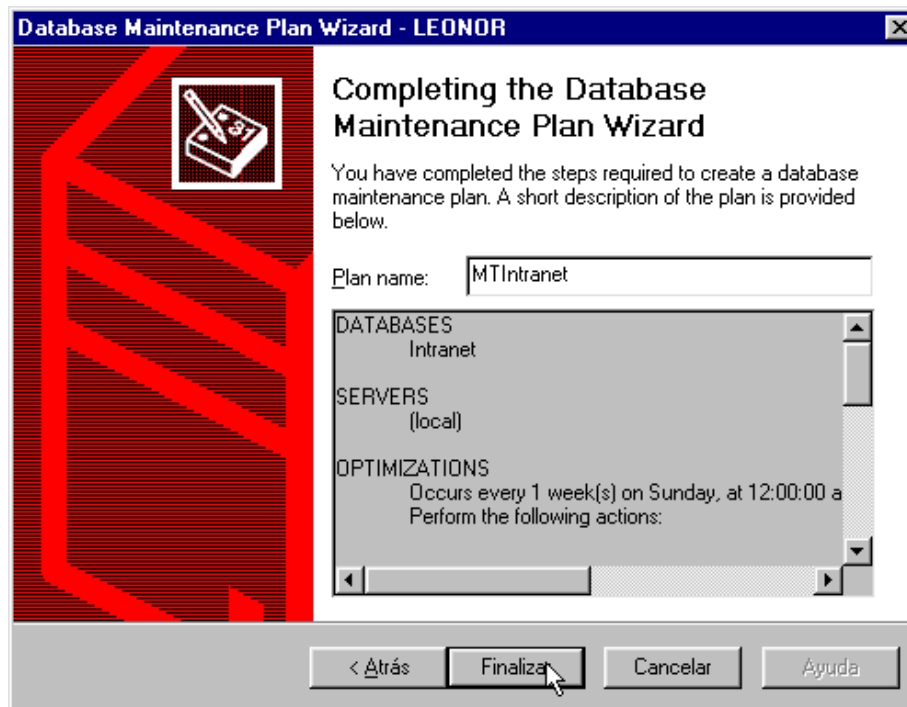 Database Maintenance Plan Wizard - LEONOR
Completing the Database
Maintenance Plan Wizard
You have completed the steps required to create a database
maintenance plan. A short description of the plan is provided
below.
Plan name: MTIntranet
DATABASES
Intranet
SERVERS
(local)
OPTIMIZATIONS
Occurs every 1 week(s) on Sunday, at 12:00:00 a
Perform the following actions:
< Atrás Finalizar Cancelar Ayuda